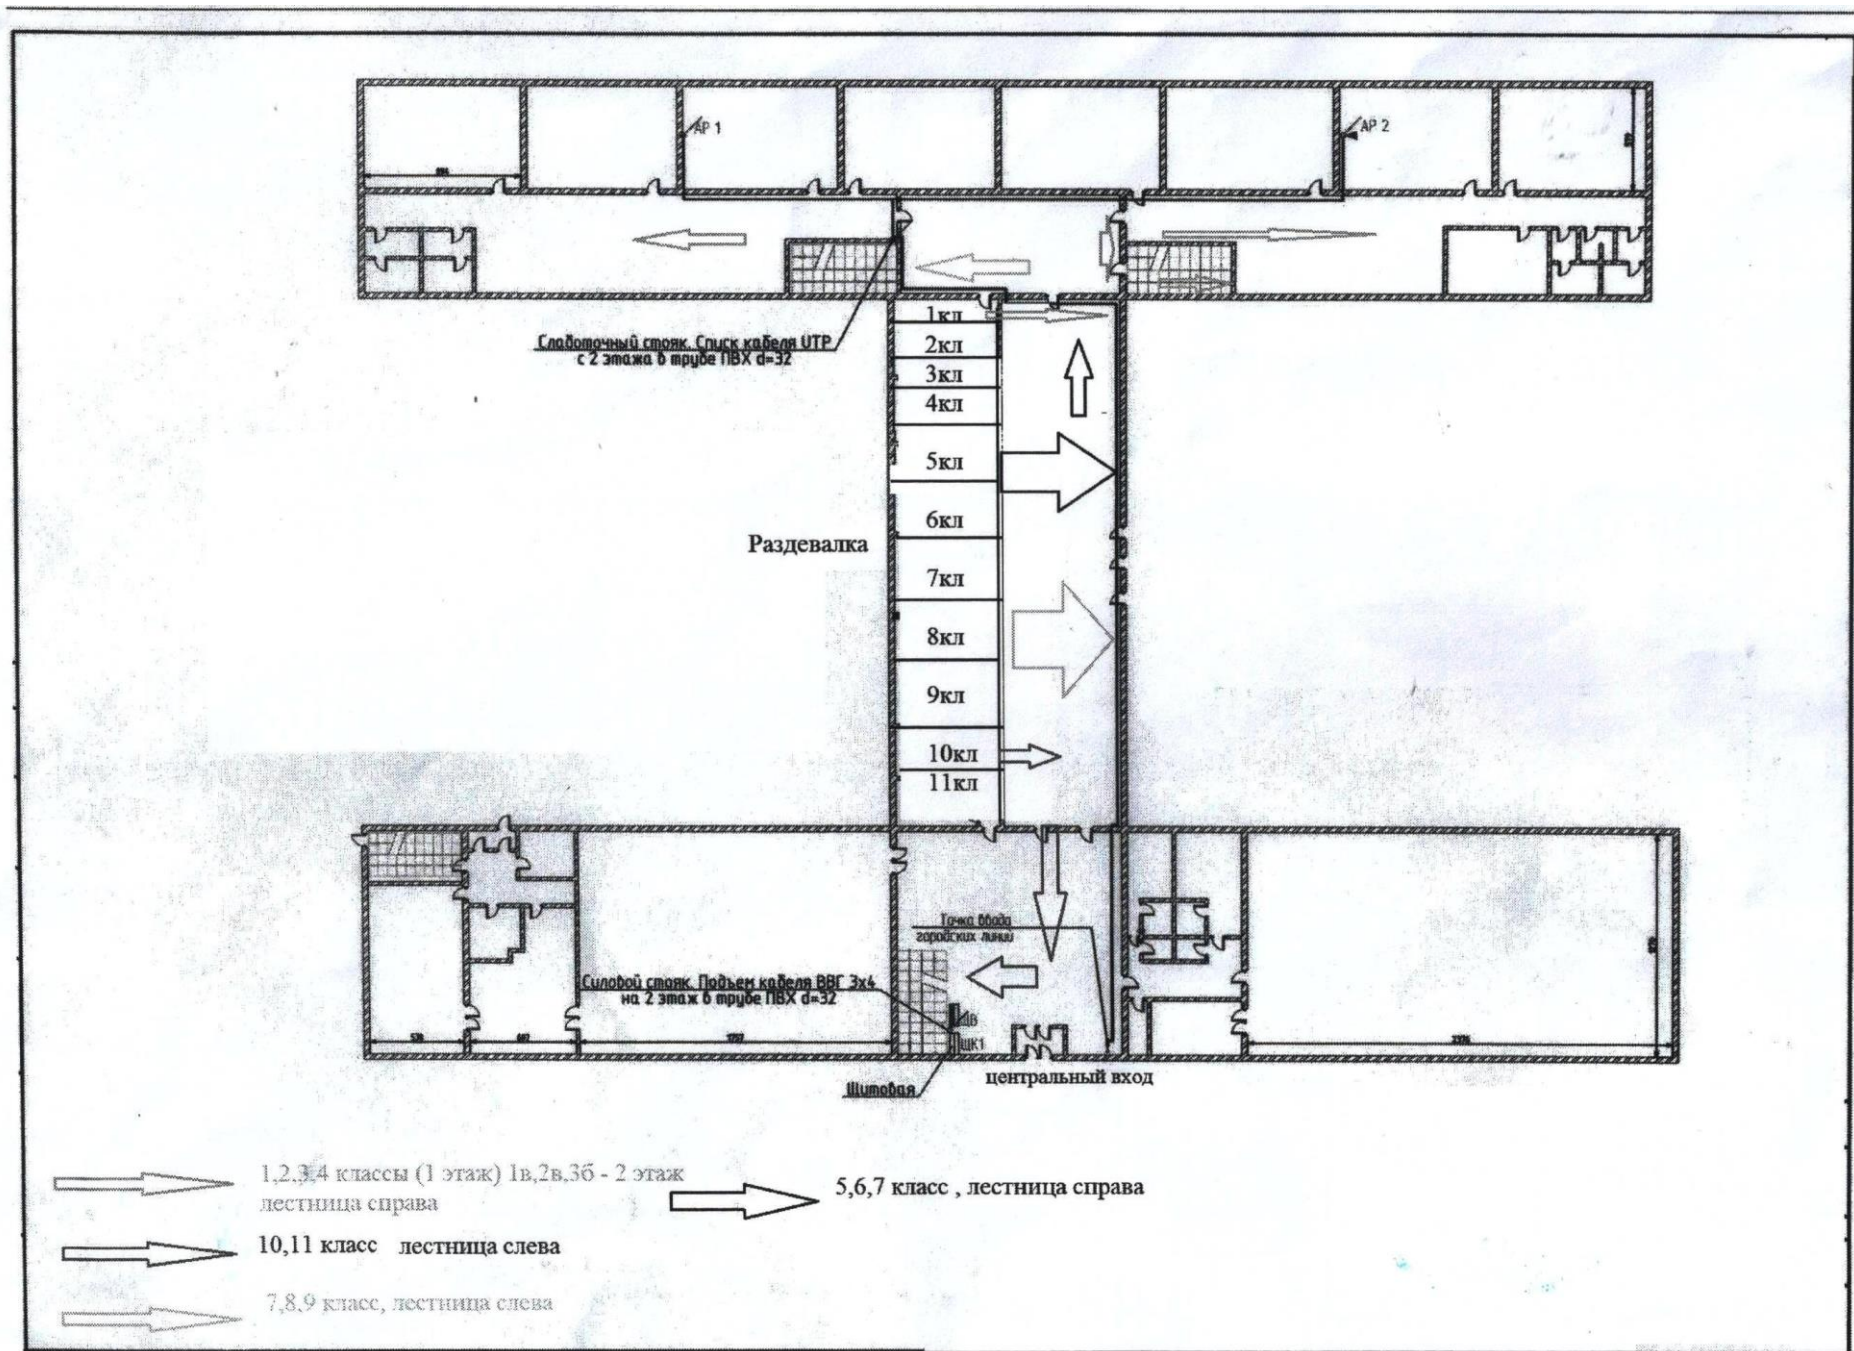 АР 1
АР 2
1кл
Слаботочный стояк. Спуск кабеля UTP
с 2 этажа в трубе ПВХ d=32
2кл
3кл
4кл
5кл
6кл
Раздевалка
7кл
8кл
9кл
10кл
11кл
Точка ввода
городских линий
Силовой стояк. Подъем кабеля ВВГ 3х4
на 2 этаж в трубе ПВХ d=32
ЩК1
центральный вход
Щитовая
1,2,3,4 классы (1 этаж) 1в,2в,3б - 2 этаж
лестница справа
5,6,7 класс , лестница справа
10,11 класс лестница слева
7,8,9 класс, лестница слева